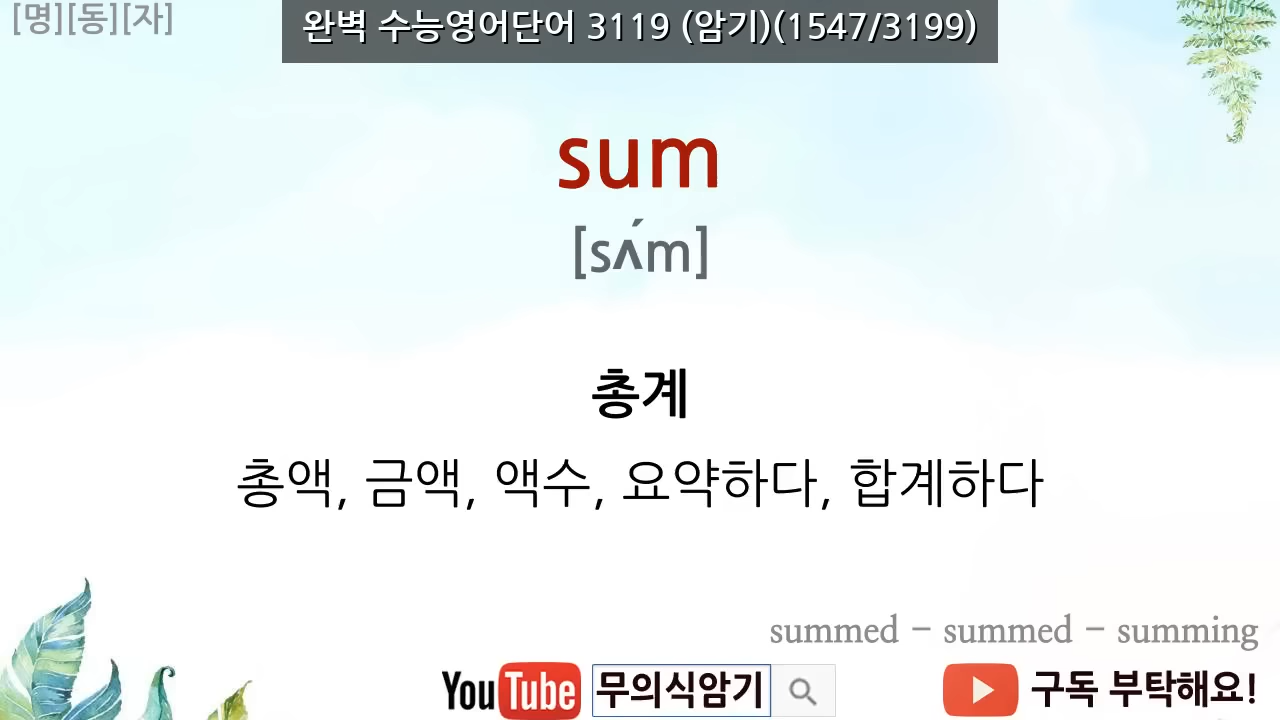 [명][동][자]
완벽 수능영어단어 3119 (암기)(1547/3199)
sum
[sʌ́m]
총계
총액, 금액, 액수, 요약하다, 합계하다
summed - summed - summing
YouTube 무의식암기
구독 부탁해요!